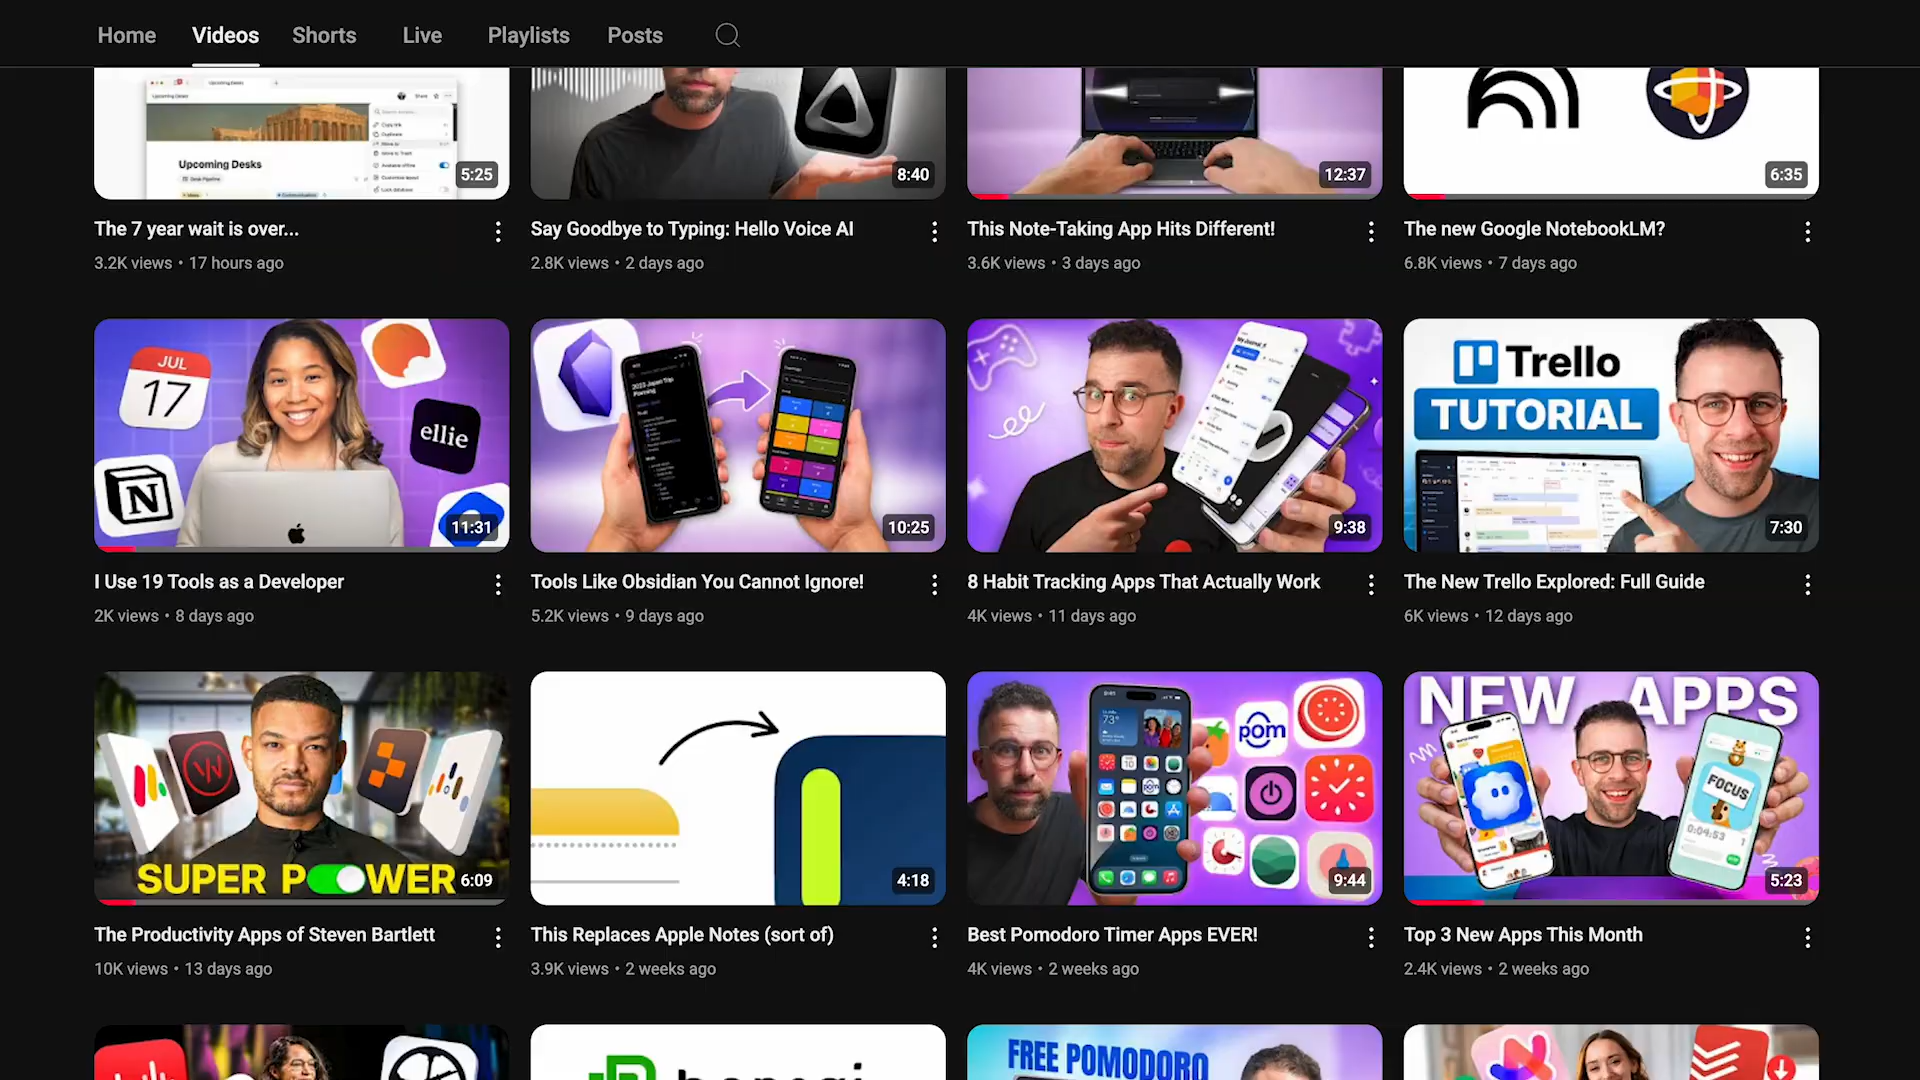 Home Videos Shorts Live Playlists Posts
Upcoming Desks
Upcoming Desks
Share
Upcoming Desks
5:25
8:40
12:37
6:35
The 7 year wait is over...
3.2K views • 17 hours ago
Say Goodbye to Typing: Hello Voice AI
2.8K views • 2 days ago
This Note-Taking App Hits Different!
3.6K views • 3 days ago
The new Google NotebookLM?
6.8K views • 7 days ago
JUL
17
ellie
N
11:31
10:25
9:38
Trello
TUTORIAL
7:30
I Use 19 Tools as a Developer
2K views • 8 days ago
Tools Like Obsidian You Cannot Ignore!
5.2K views • 9 days ago
8 Habit Tracking Apps That Actually Work
4K views • 11 days ago
The New Trello Explored: Full Guide
6K views • 12 days ago
SUPER POWER
6:09
4:18
73°
pom
9:44
NEW APPS
FOCUS
0:04:53
5:23
The Productivity Apps of Steven Bartlett
10K views • 13 days ago
This Replaces Apple Notes (sort of)
3.9K views • 2 weeks ago
Best Pomodoro Timer Apps EVER!
4K views • 2 weeks ago
Top 3 New Apps This Month
2.4K views • 2 weeks ago
FREE POMODORO